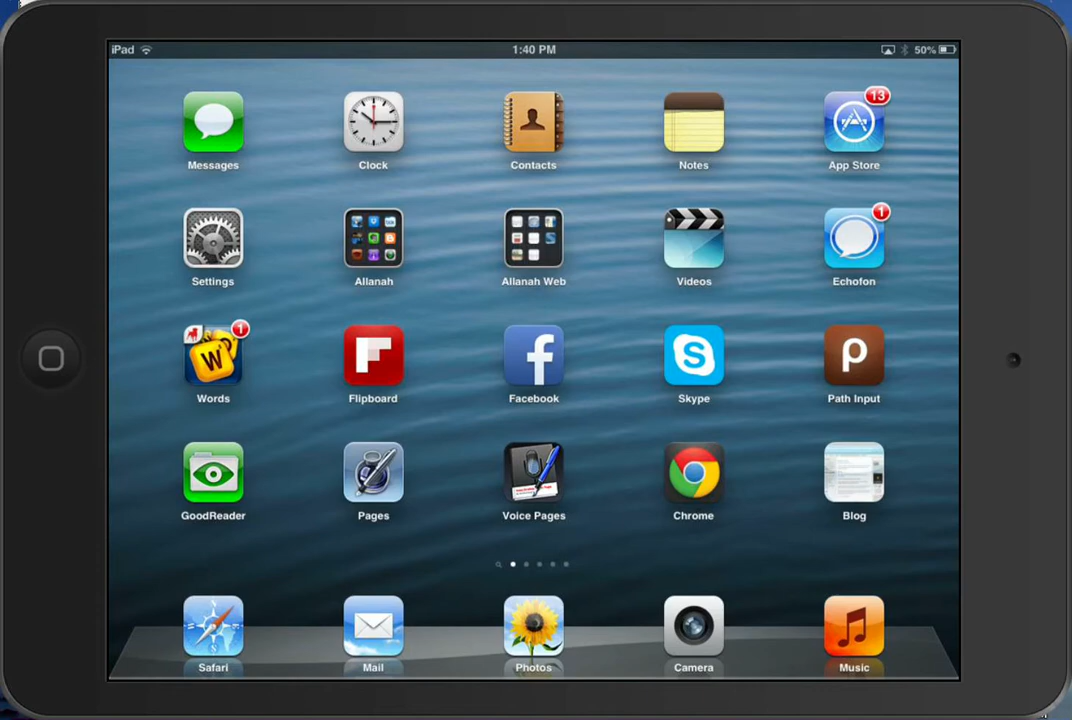 iPad 1:40 PM 50%
13
Messages Clock Contacts Notes App Store
1
Settings Allanah Allanah Web Videos Echofon
1
W
Words Flipboard Facebook Skype Path Input
GoodReader Pages Voice Pages Chrome Blog
Safari Mail Photos Camera Music